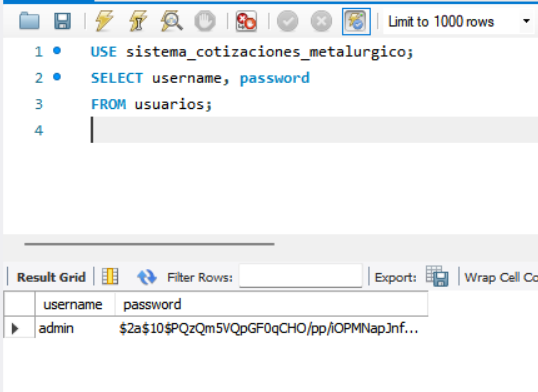 Limit to 1000 rows
1 USE sistema_cotizaciones_metalurgico;
2 SELECT username, password
3 FROM usuarios;
4
Result Grid Filter Rows: Export: Wrap Cell Co
username password
admin $2a$10$PQzQm5VQpGF0qCHO/pp/iOPMNapJnf...